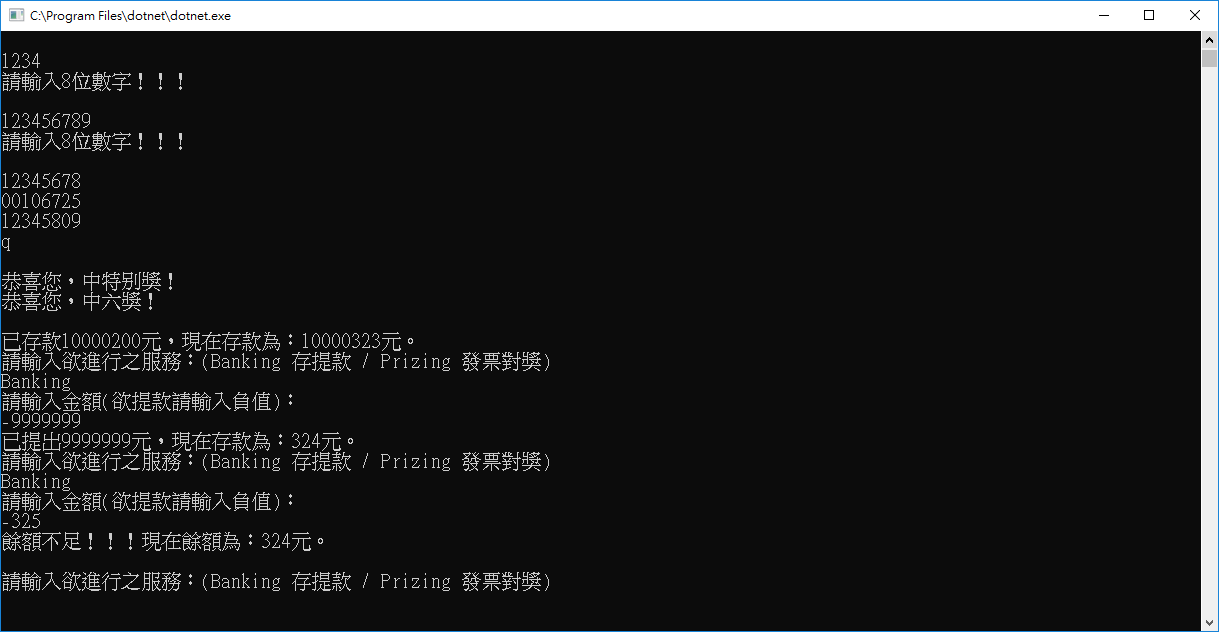 C:\Program Files\dotnet\dotnet.exe
1234
請輸入8位數字！！！
123456789
請輸入8位數字！！！
12345678
00106725
12345809
q
恭喜您，中特別獎！
恭喜您，中六獎！
已存款10000200元，現在存款為：10000323元。
請輸入欲進行之服務：(Banking 存提款 / Prizing 發票對獎)
Banking
請輸入金額(欲提款請輸入負值)：
-9999999
已提出9999999元，現在存款為：324元。
請輸入欲進行之服務：(Banking 存提款 / Prizing 發票對獎)
Banking
請輸入金額(欲提款請輸入負值)：
-325
餘額不足！！！現在餘額為：324元。
請輸入欲進行之服務：(Banking 存提款 / Prizing 發票對獎)